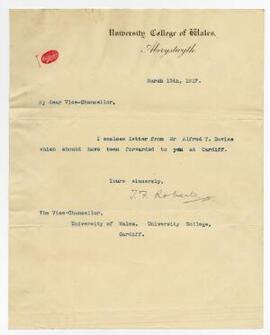 University College of Wales,
Aberystwyth
March 13th, 1917.
My dear Vice-Chancellor,
I enclose letter from Mr Alfred T. Davies
which should have been forwarded to you at Cardiff.
Yours sincerely,
T. F. Roberts
The Vice-Chancellor,
University of Wales, University College,
Cardiff.